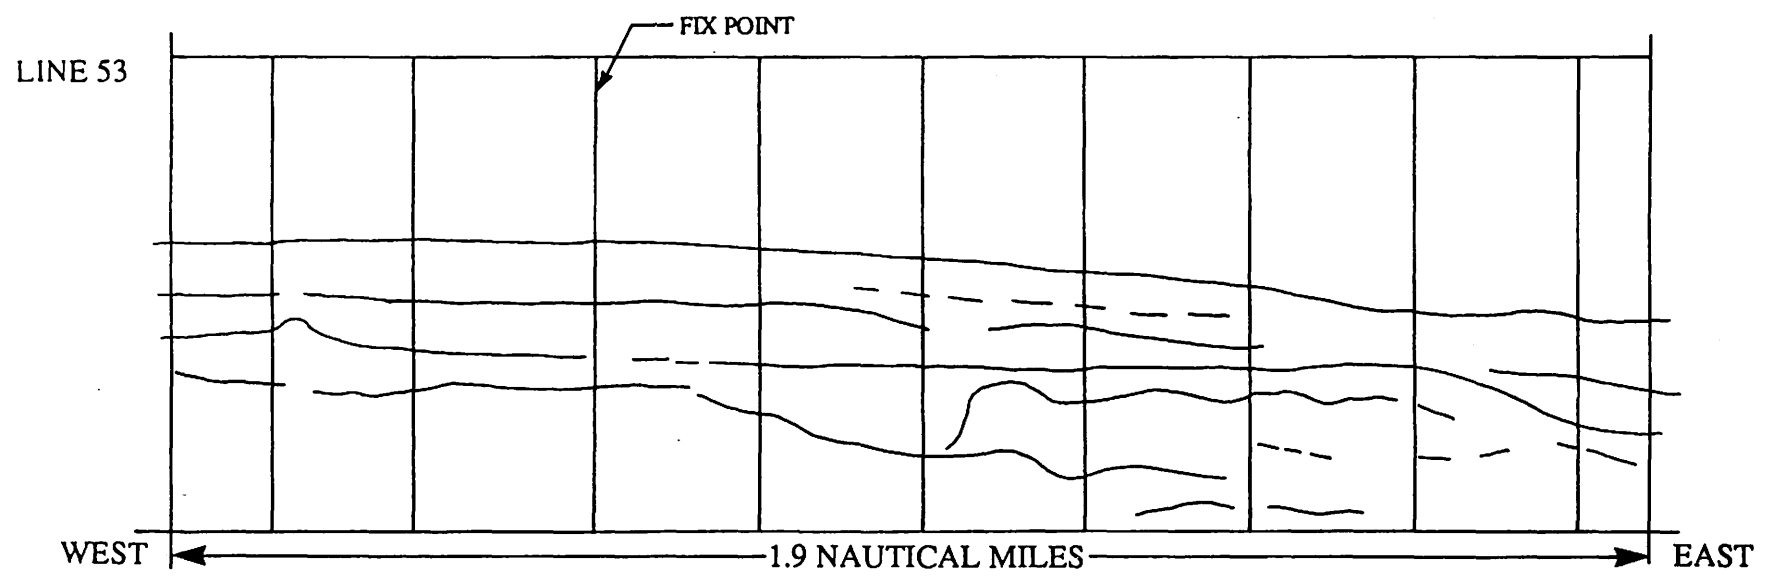 FIX POINT
LINE 53
WEST
1.9 NAUTICAL MILES
EAST